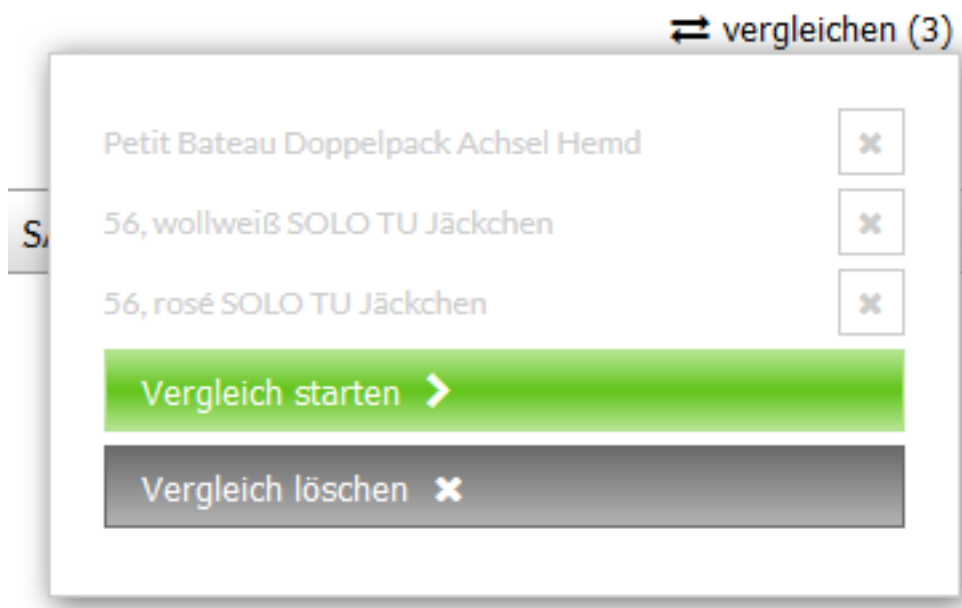 vergleichen (3)
Petit Bateau Doppelpack Achsel Hemd
56, wollweiß SOLO TU Jäckchen
56, rosé SOLO TU Jäckchen
Vergleich starten
Vergleich löschen